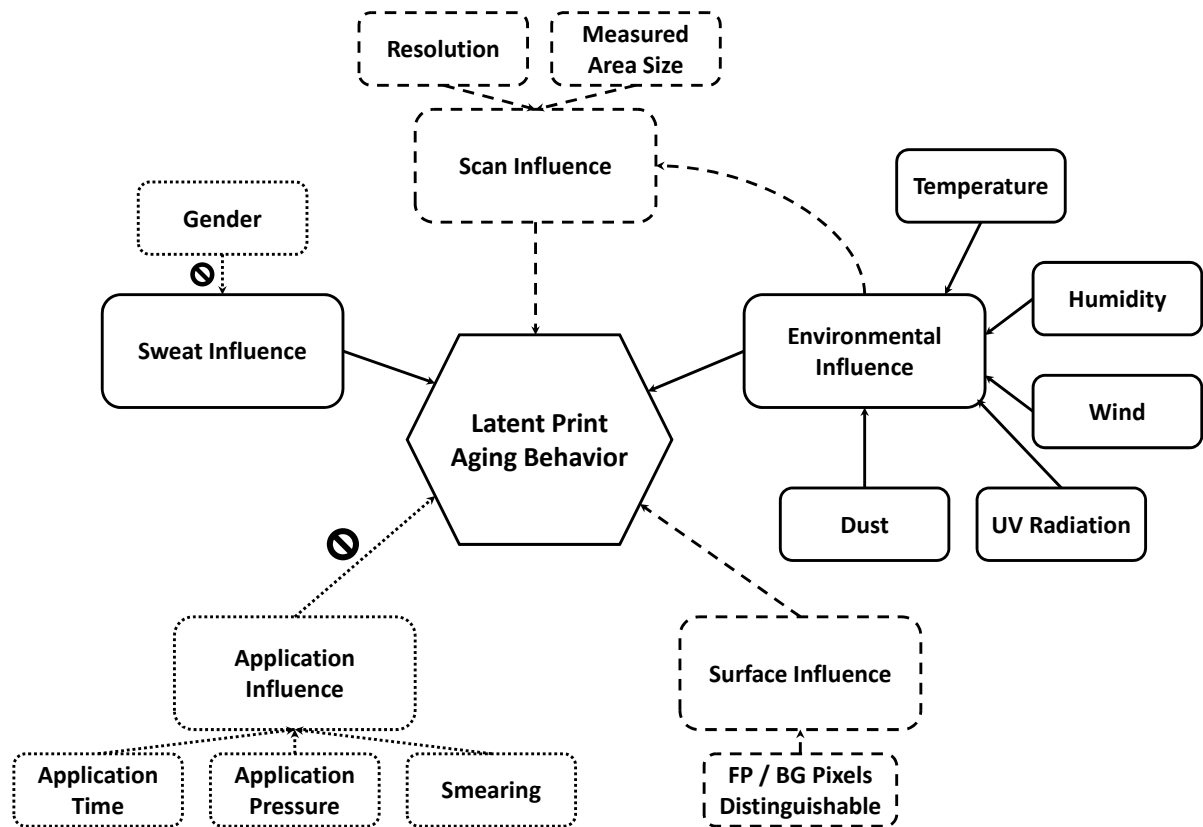 Resolution
Measured
Area Size
Scan Influence
Temperature
Gender
Humidity
Sweat Influence
Environmental
Influence
Wind
Latent Print
Aging Behavior
Dust
UV Radiation
Application
Influence
Surface Influence
Application
Time
Application
Pressure
Smearing
FP / BG Pixels
Distinguishable